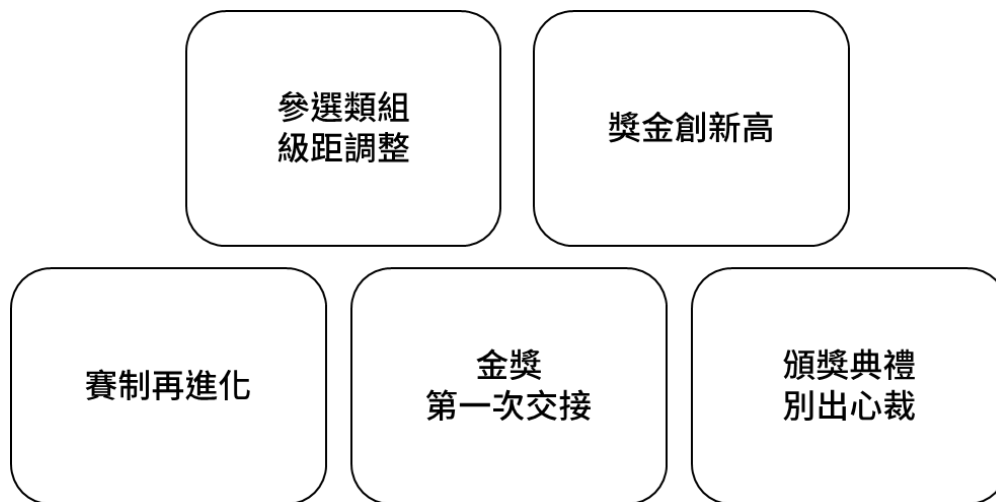 參選類組
級距調整
獎金創新高
賽制再進化
金獎
第一次交接
頒獎典禮
別出心裁